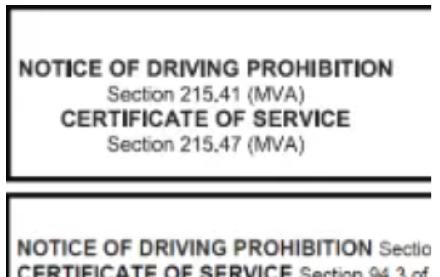 NOTICE OF DRIVING PROHIBITION
Section 215.41 (MVA)
CERTIFICATE OF SERVICE
Section 215.47 (MVA)
NOTICE OF DRIVING PROHIBITION Sectio
CERTIFICATE OF SERVICE Section 94.3 of